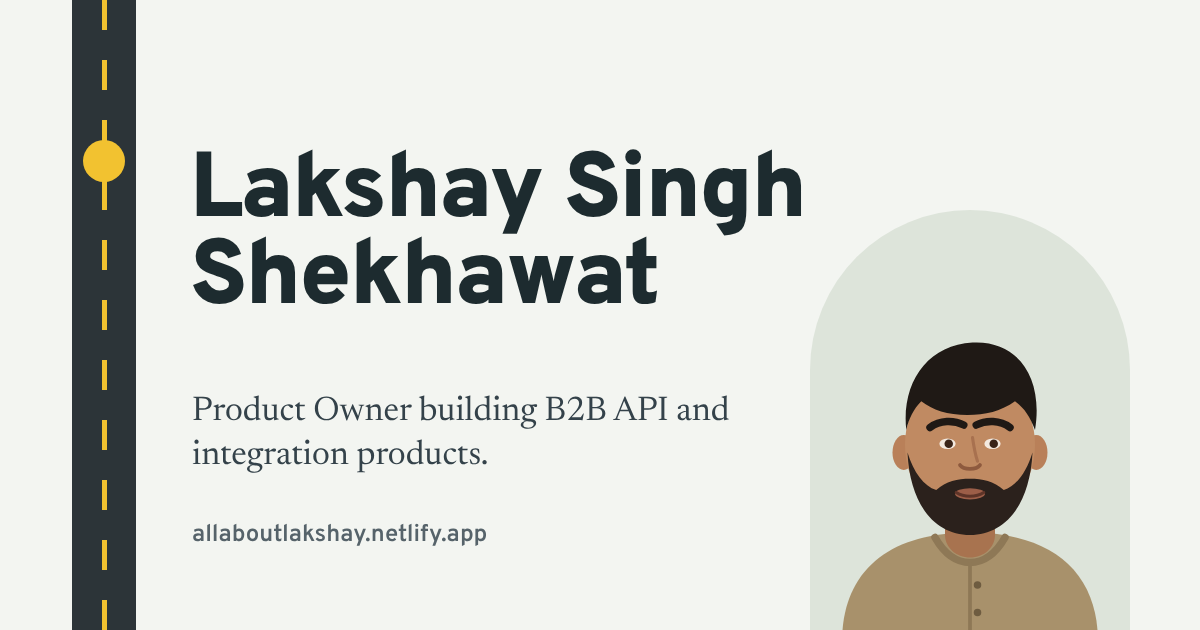 Lakshay Singh
Shekhawat
Product Owner building B2B API and
integration products.
allaboutlakshay.netlify.app